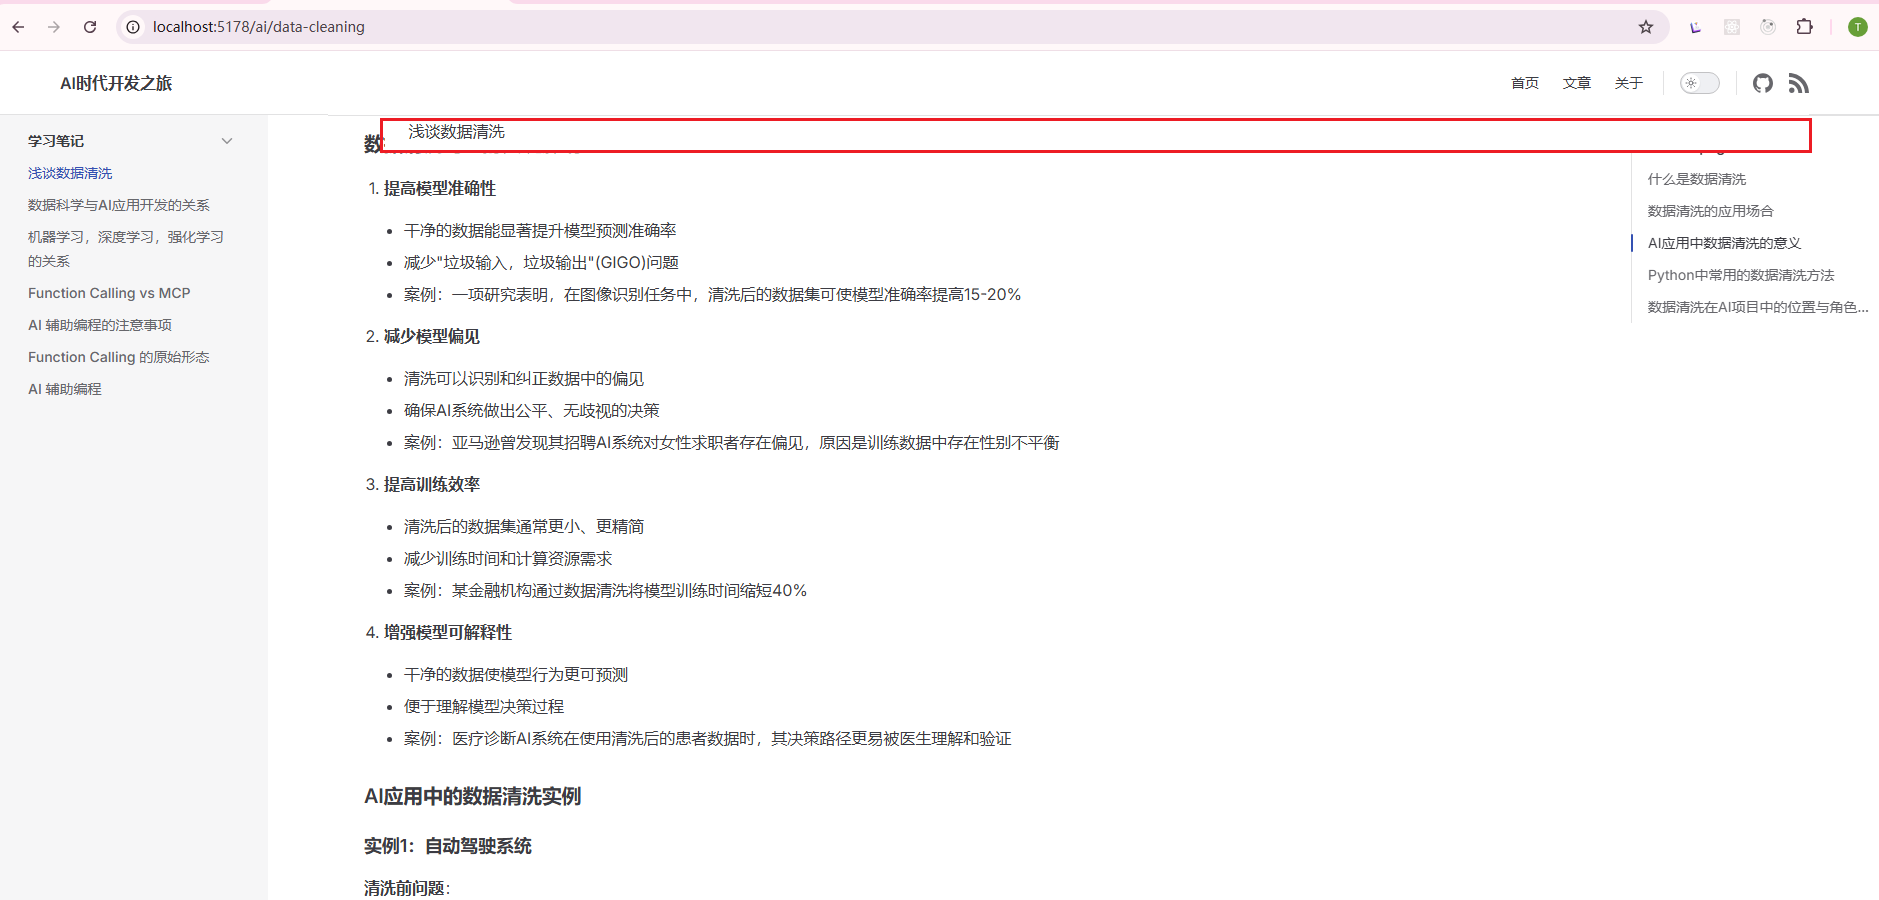 localhost:5178/ai/data-cleaning
T
AI时代开发之旅
首页 文章 关于
学习笔记
浅谈数据清洗
数据科学与AI应用开发的关系
机器学习，深度学习，强化学习
的关系
Function Calling vs MCP
AI 辅助编程的注意事项
Function Calling 的原始形态
AI 辅助编程
浅谈数据清洗
数
1. 提高模型准确性
• 干净的数据能显著提升模型预测准确率
• 减少"垃圾输入，垃圾输出"(GIGO)问题
• 案例：一项研究表明，在图像识别任务中，清洗后的数据集可使模型准确率提高15-20%
2. 减少模型偏见
• 清洗可以识别和纠正数据中的偏见
• 确保AI系统做出公平、无歧视的决策
• 案例：亚马逊曾发现其招聘AI系统对女性求职者存在偏见，原因是训练数据中存在性别不平衡
3. 提高训练效率
• 清洗后的数据集通常更小、更精简
• 减少训练时间和计算资源需求
• 案例：某金融机构通过数据清洗将模型训练时间缩短40%
4. 增强模型可解释性
• 干净的数据使模型行为更可预测
• 便于理解模型决策过程
• 案例：医疗诊断AI系统在使用清洗后的患者数据时，其决策路径更易被医生理解和验证
AI应用中的数据清洗实例
实例1：自动驾驶系统
清洗前问题：
什么是数据清洗
数据清洗的应用场合
AI应用中数据清洗的意义
Python中常用的数据清洗方法
数据清洗在AI项目中的位置与角色...